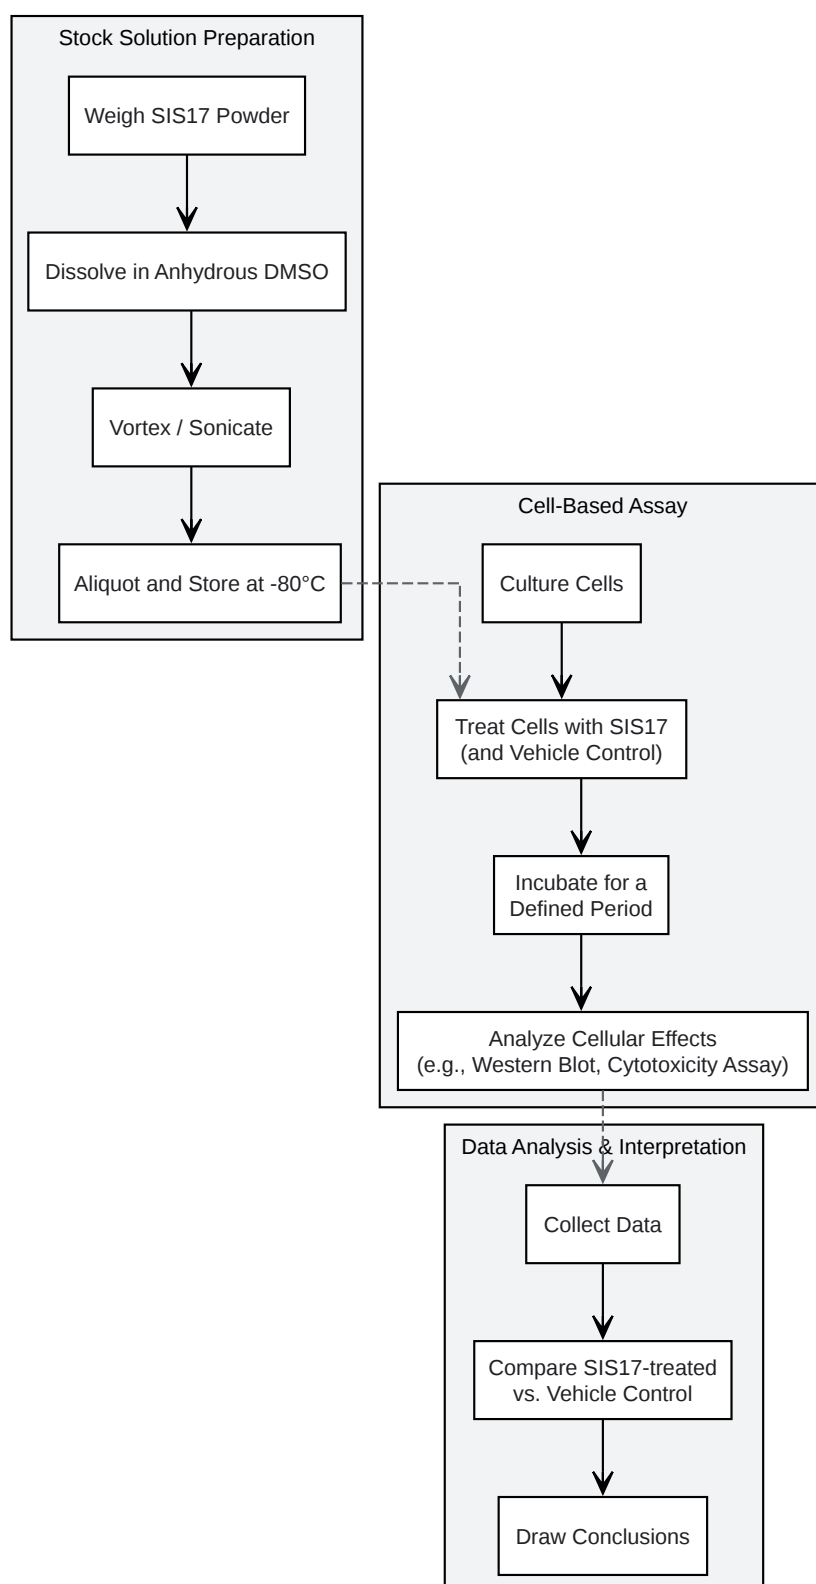 Stock Solution Preparation
Weigh SIS17 Powder
Dissolve in Anhydrous DMSO
Vortex / Sonicate
Aliquot and Store at -80°C
Cell-Based Assay
Culture Cells
Treat Cells with SIS17
(and Vehicle Control)
Incubate for a
Defined Period
Analyze Cellular Effects
(e.g., Western Blot, Cytotoxicity Assay)
Data Analysis & Interpretation
Collect Data
Compare SIS17-treated
vs. Vehicle Control
Draw Conclusions